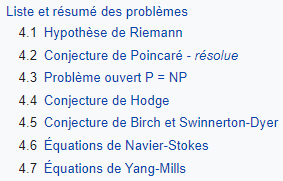 Liste et résumé des problèmes
4.1 Hypothèse de Riemann
4.2 Conjecture de Poincaré - résolue
4.3 Problème ouvert P = NP
4.4 Conjecture de Hodge
4.5 Conjecture de Birch et Swinnerton-Dyer
4.6 Équations de Navier-Stokes
4.7 Équations de Yang-Mills